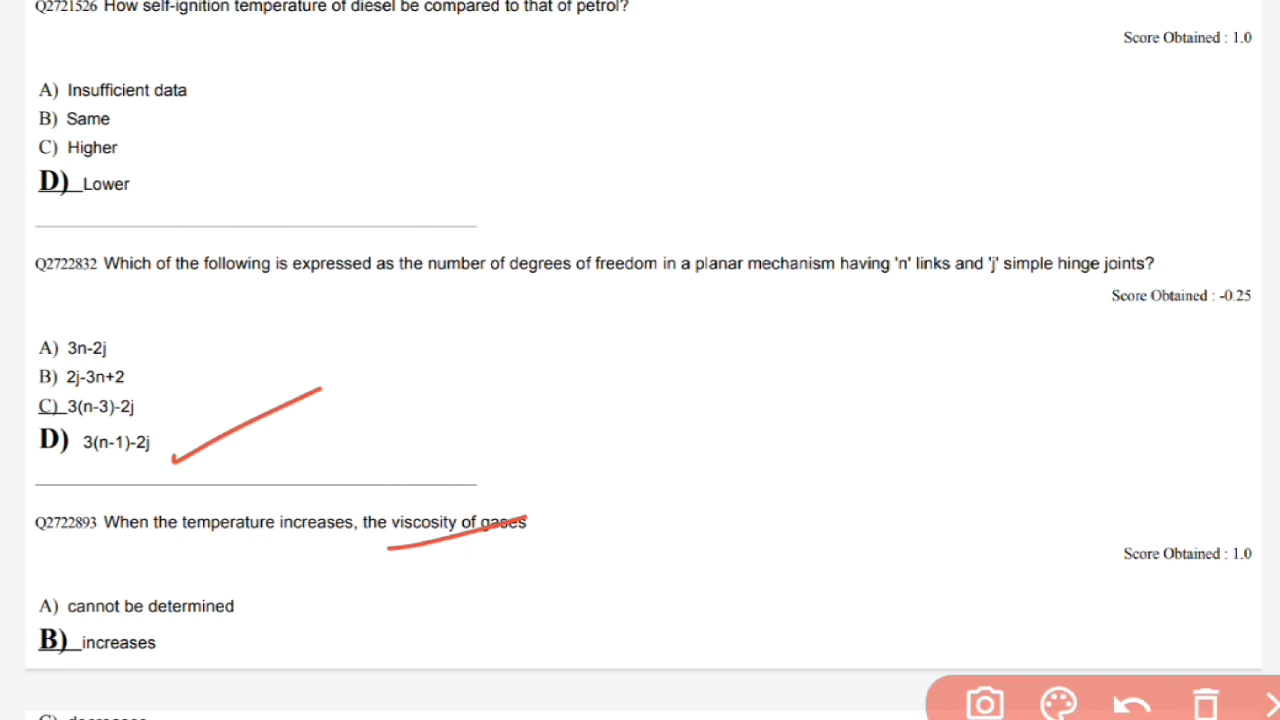 Q2721526 How self-ignition temperature of diesel be compared to that of petrol?
Score Obtained : 1.0
A) Insufficient data
B) Same
C) Higher
D) Lower
Q2722832 Which of the following is expressed as the number of degrees of freedom in a planar mechanism having 'n' links and 'j' simple hinge joints?
Score Obtained : -0.25
A) 3n-2j
B) 2j-3n+2
C) 3(n-3)-2j
D) 3(n-1)-2j
Q2722893 When the temperature increases, the viscosity of gases
Score Obtained : 1.0
A) cannot be determined
B) increases
C) decreases